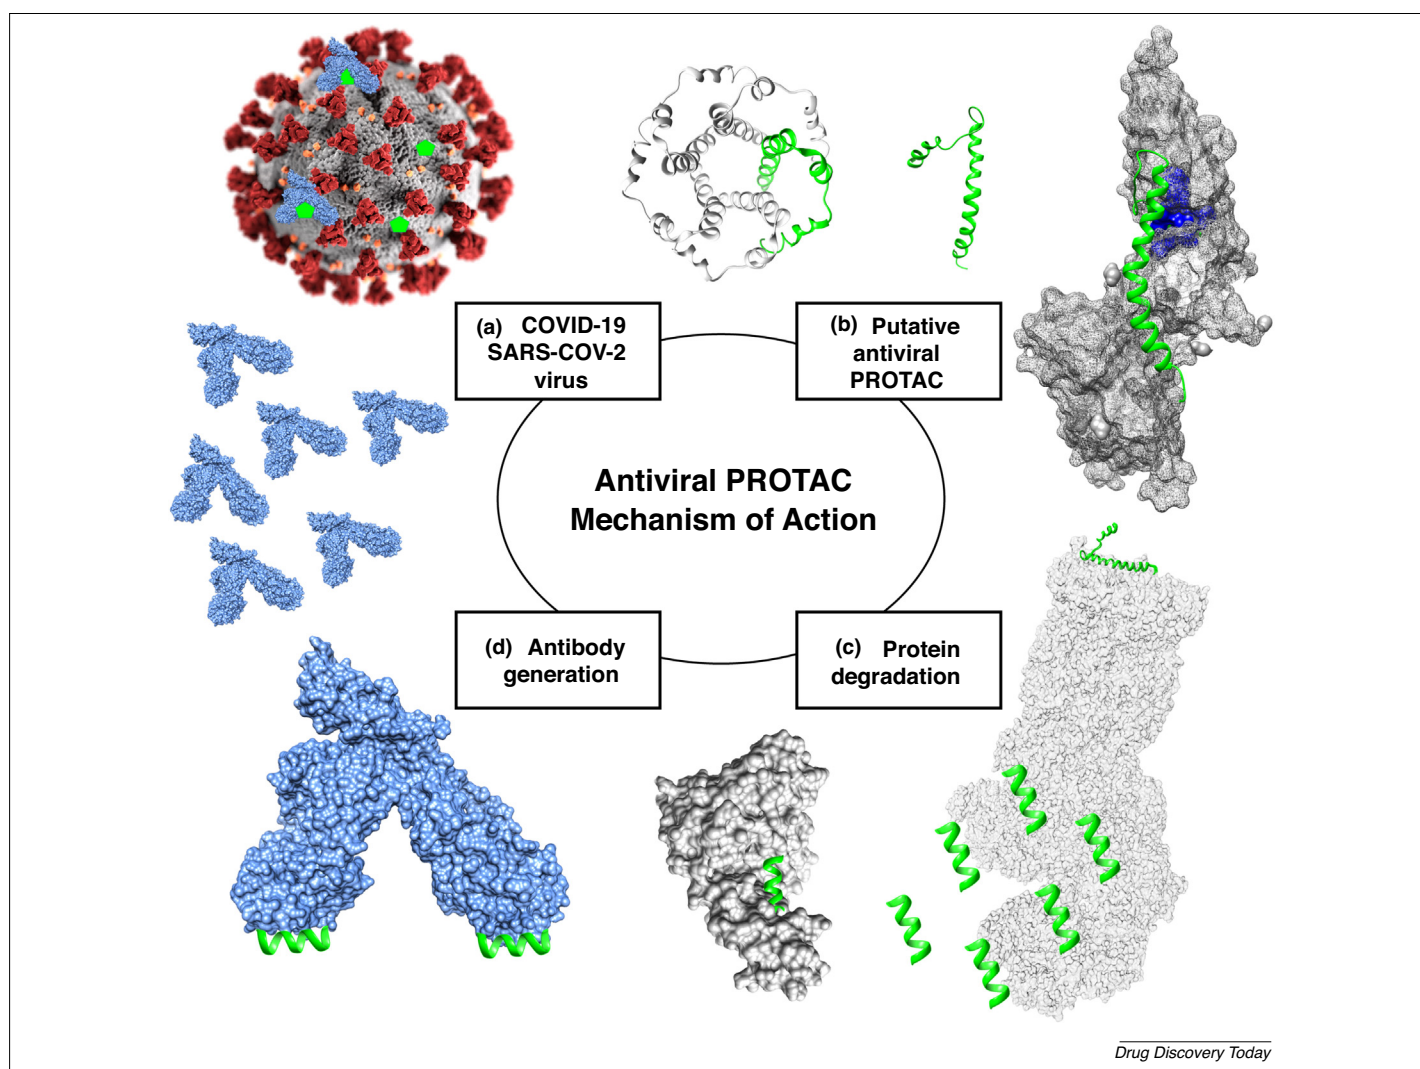 (a) COVID-19
SARS-COV-2
virus
(b) Putative
antiviral
PROTAC
Antiviral PROTAC
Mechanism of Action
(d) Antibody
generation
(c) Protein
degradation
Drug Discovery Today